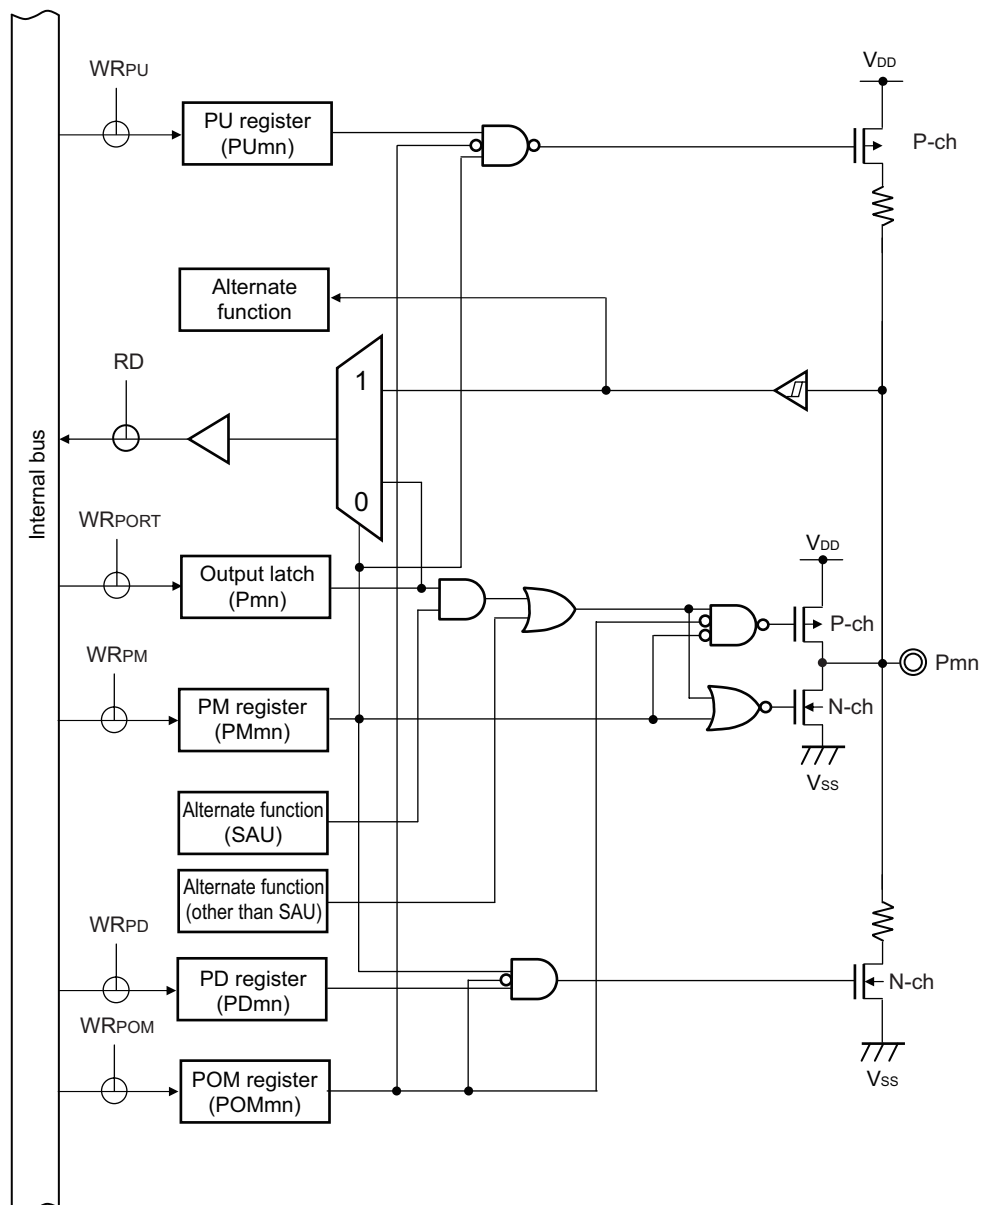 VDD
WRPU
PU register
(PUmn)
P-ch
Alternate
function
RD
1
0
Internal bus
WRPORT
Output latch
(Pmn)
VDD
P-ch
WRPM
Pmn
PM register
(PMmn)
N-ch
VSS
Alternate function
(SAU)
Alternate function
(other than SAU)
WRPD
PD register
(PDmn)
N-ch
WRPOM
POM register
(POMmn)
VSS